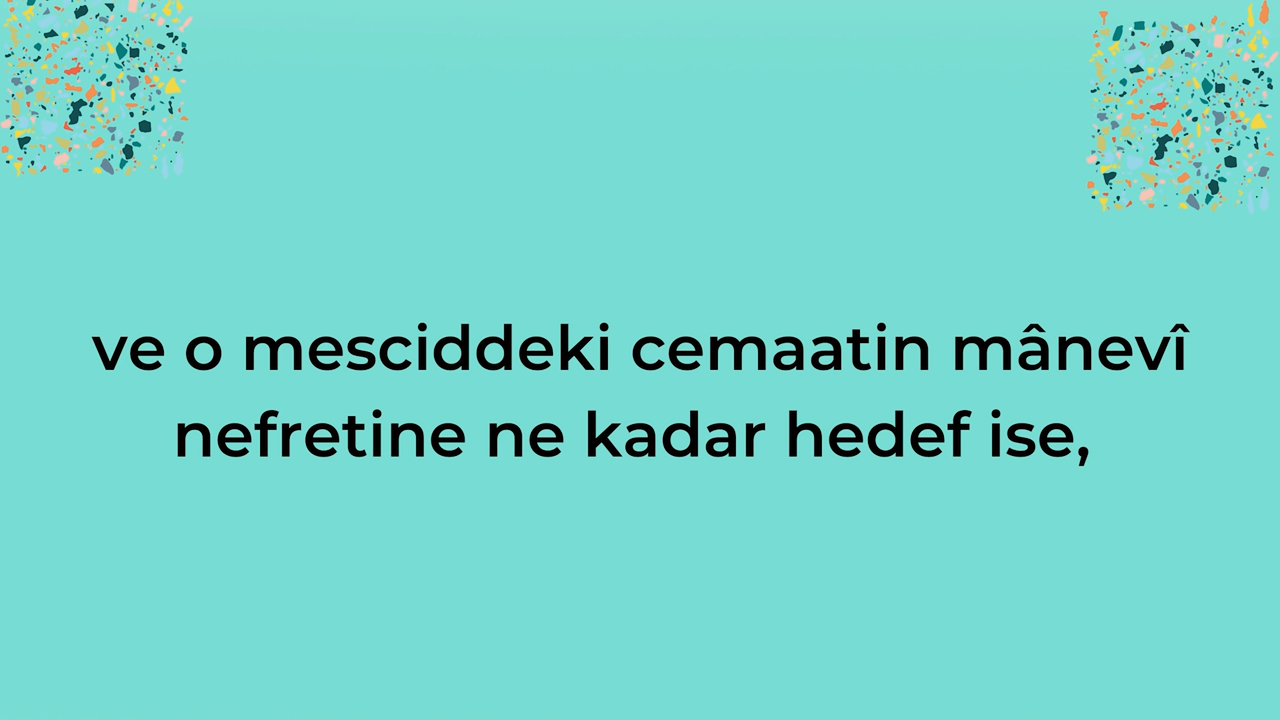 ve o mesciddeki cemaatin mânevî
nefretine ne kadar hedef ise,